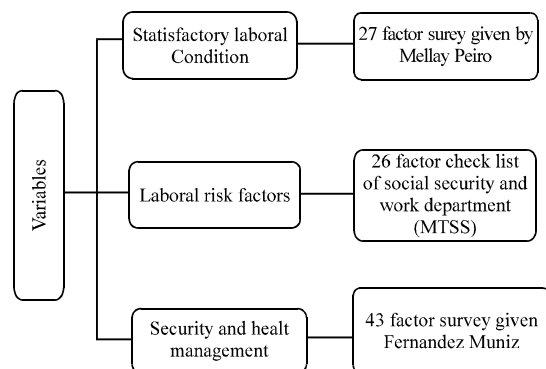 Variables
Statisfactory laboral
Condition
27 factor surey given by
Mellay Peiro
Laboral risk factors
26 factor check list
of social security and
work department
(MTSS)
Security and healt
management
43 factor survey given
Fernandez Muniz